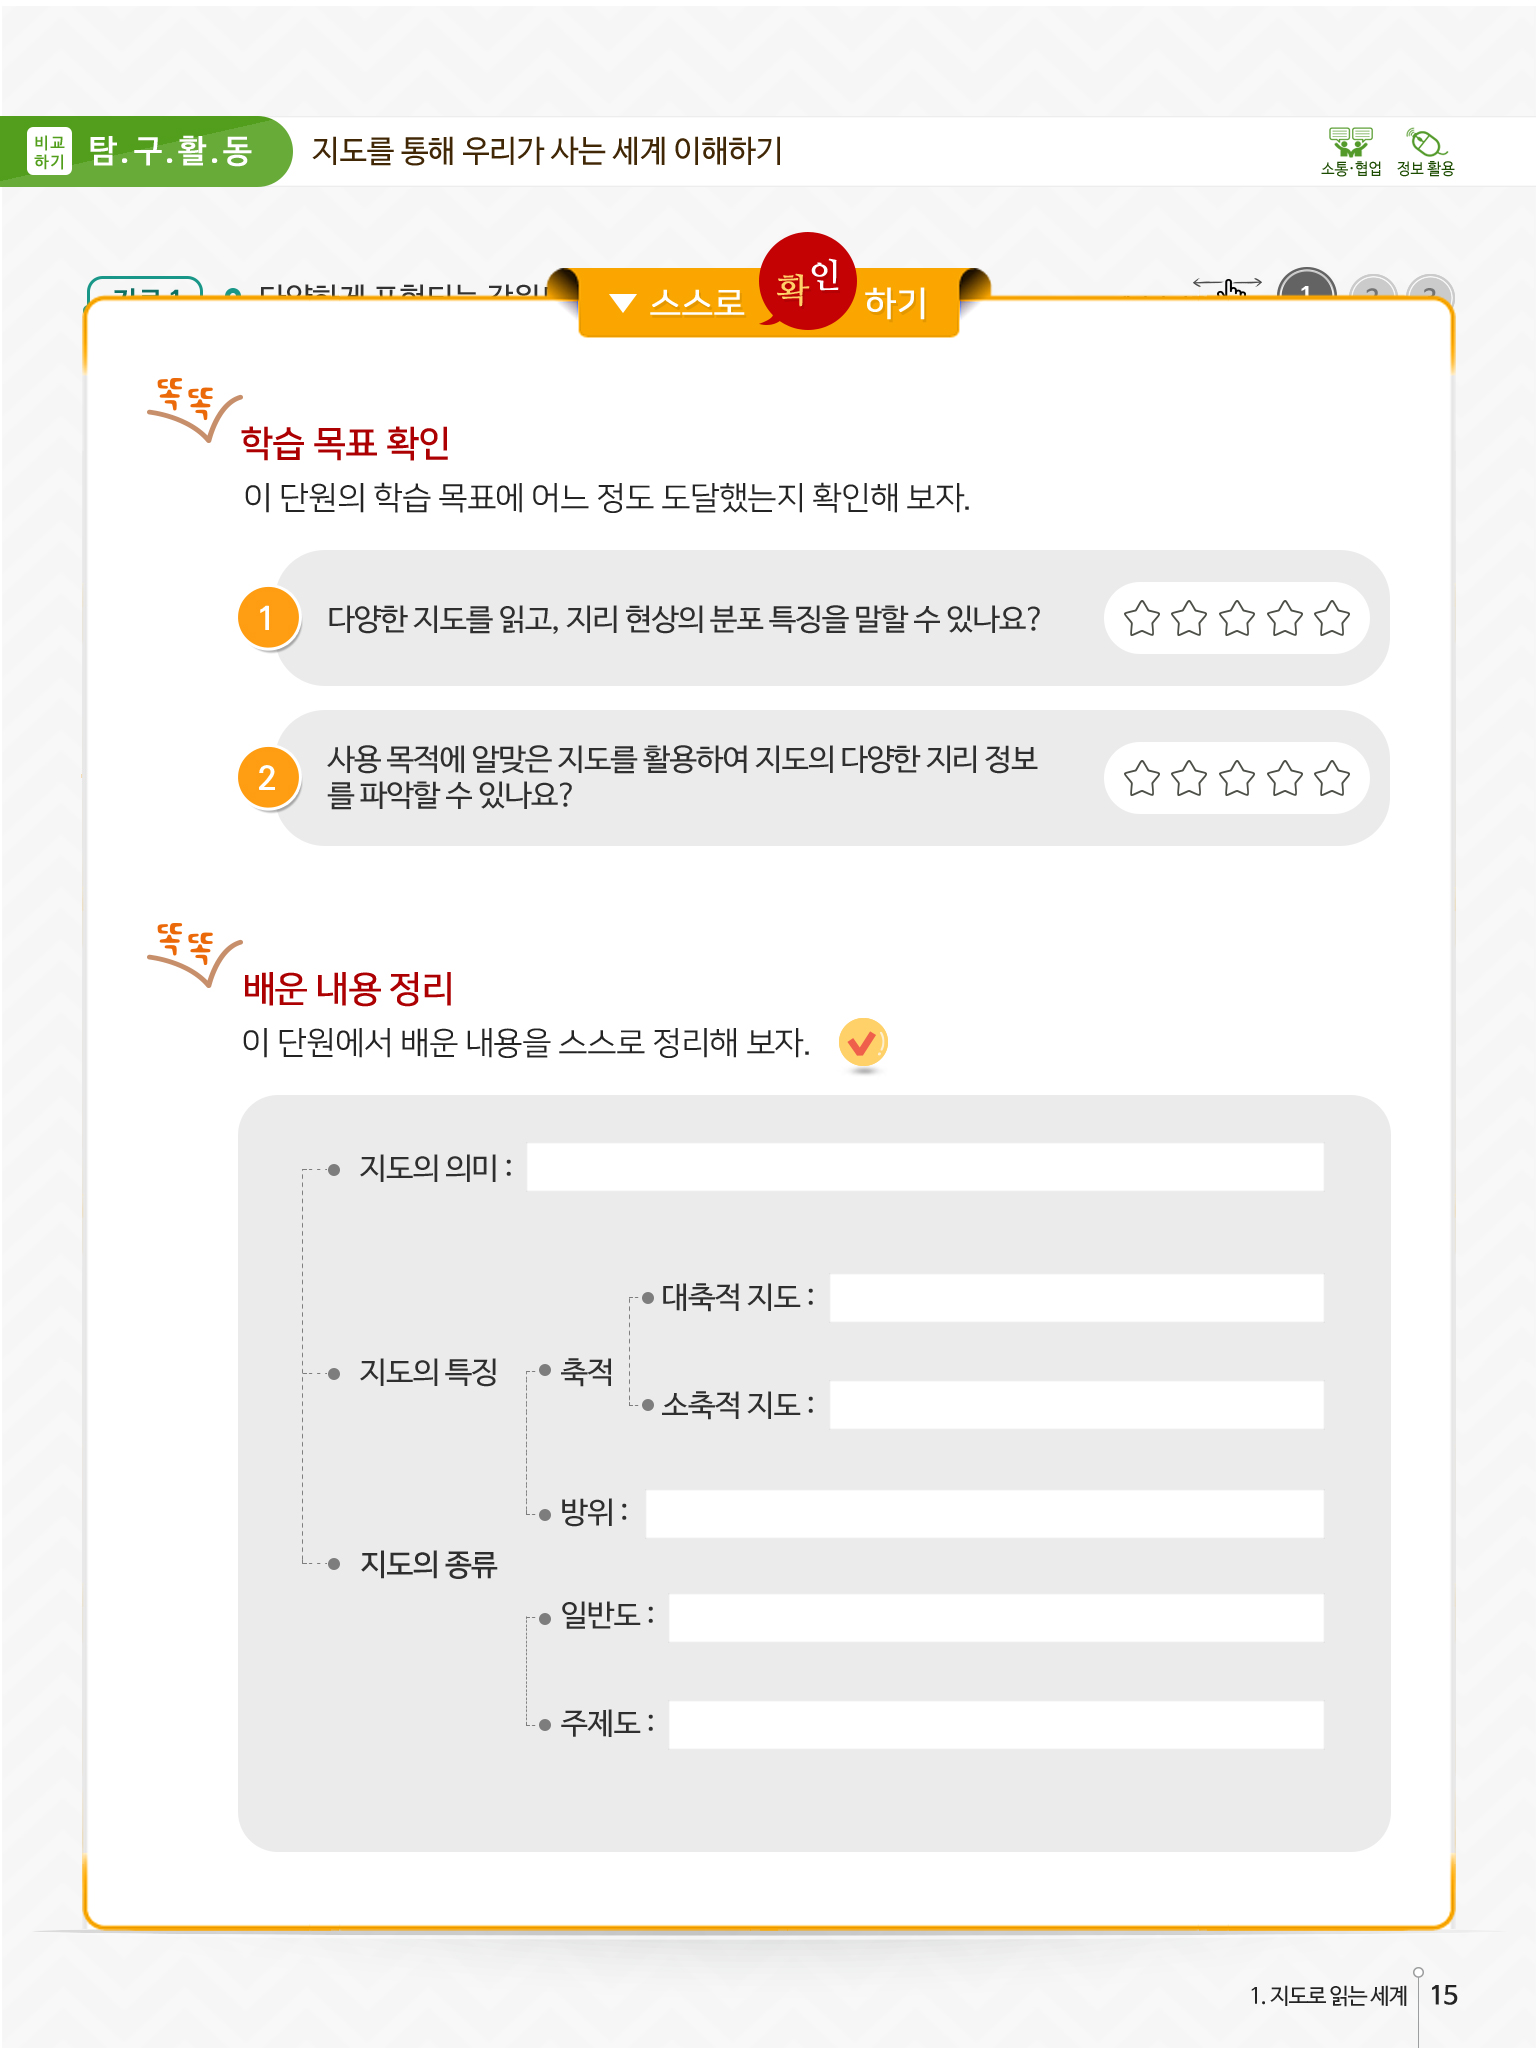 비교
하기
탐.구.활.동
지도를 통해 우리가 사는 세계 이해하기
소통·협업
정보 활용
▼ 스스로 확인 하기
똑똑
학습 목표 확인
이 단원의 학습 목표에 어느 정도 도달했는지 확인해 보자.
1
다양한 지도를 읽고, 지리 현상의 분포 특징을 말할 수 있나요?
2
사용 목적에 알맞은 지도를 활용하여 지도의 다양한 지리 정보
를 파악할 수 있나요?
똑똑
배운 내용 정리
이 단원에서 배운 내용을 스스로 정리해 보자.
지도의 의미 :
대축적 지도 :
지도의 특징
축적
소축적 지도 :
방위 :
지도의 종류
일반도 :
주제도 :
1. 지도로 읽는 세계
15